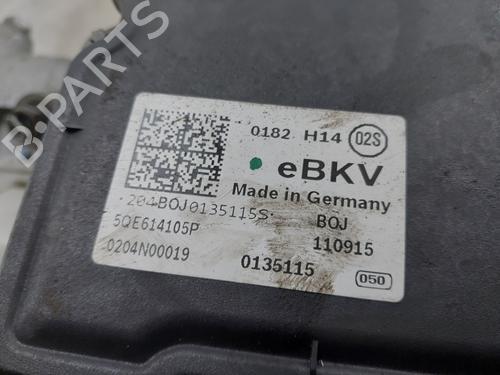 0182 H14 02S
eBKV
Made in Germany
204BOJ0135115S BOJ
5QE614105P 110915
0204N00019 0135115 050
B-PARTS